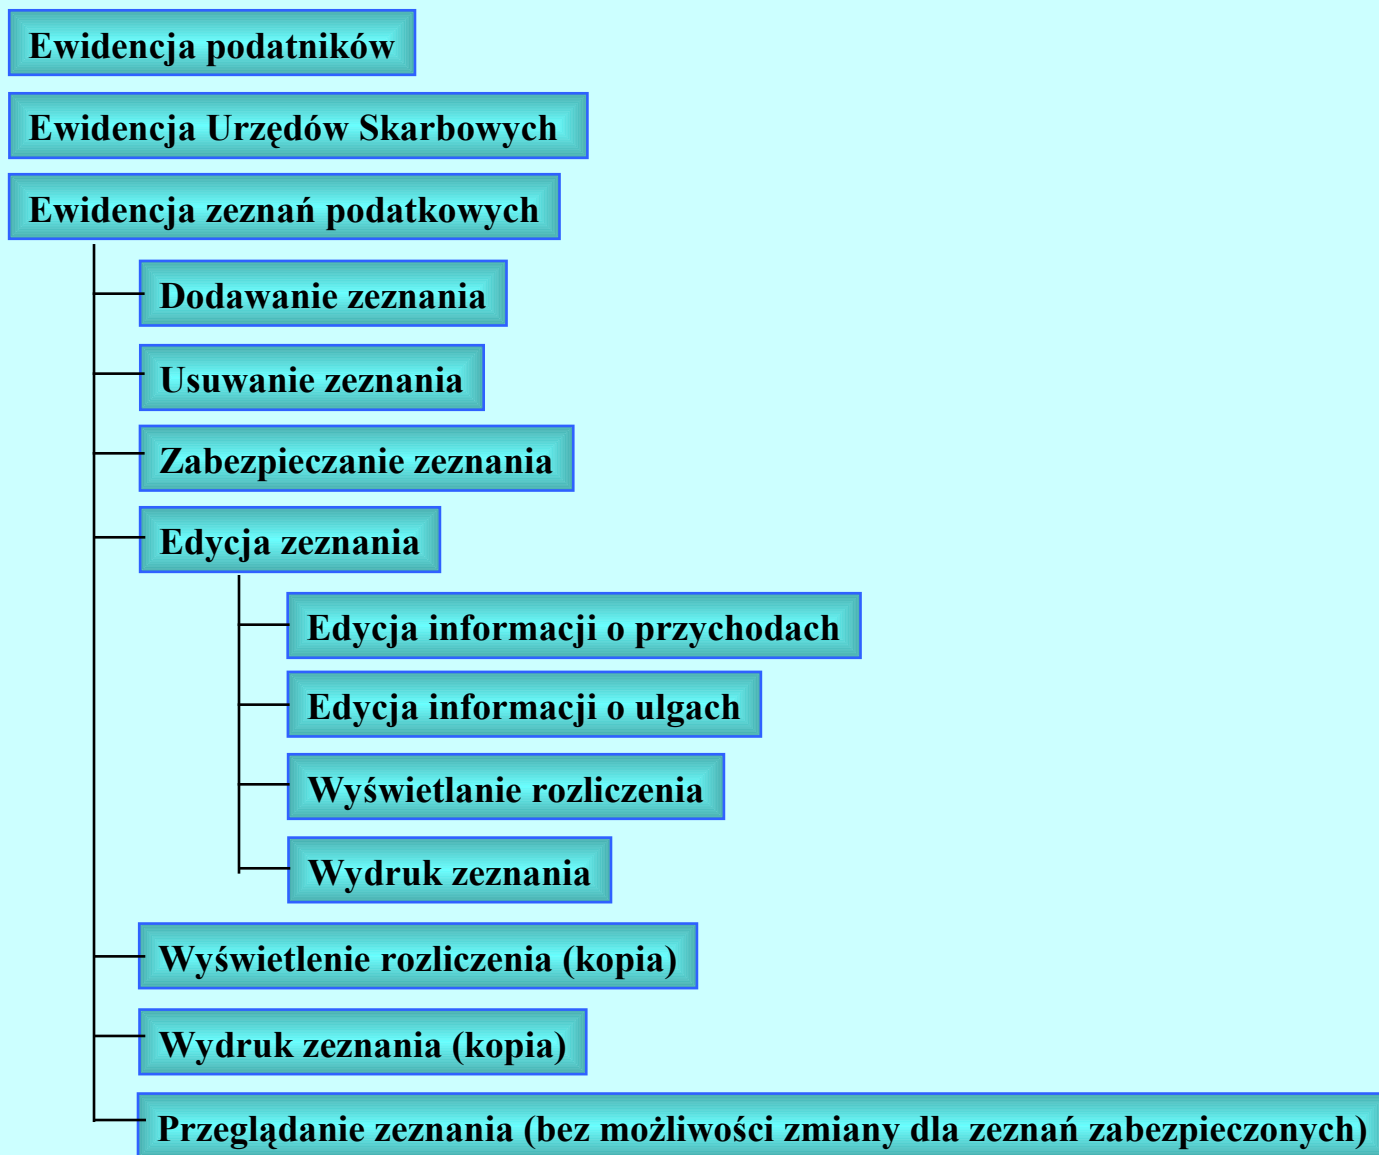 Ewidencja podatników
Ewidencja Urzędów Skarbowych
Ewidencja zeznań podatkowych
Dodawanie zeznania
Usuwanie zeznania
Zabezpieczanie zeznania
Edycja zeznania
Edycja informacji o przychodach
Edycja informacji o ulgach
Wyświetlanie rozliczenia
Wydruk zeznania
Wyświetlenie rozliczenia (kopia)
Wydruk zeznania (kopia)
Przeglądanie zeznania (bez możliwości zmiany dla zeznań zabezpieczonych)